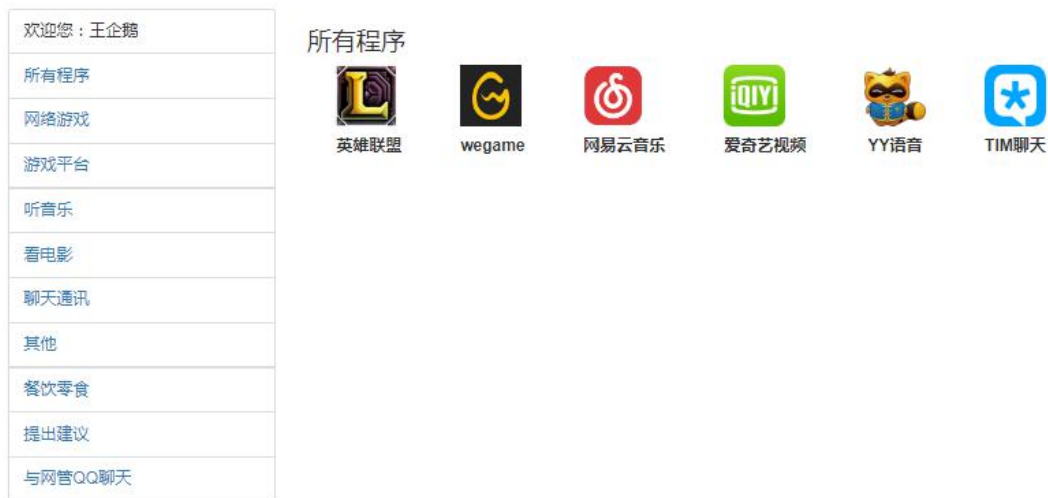 欢迎您：王企鹅
所有程序
网络游戏
游戏平台
听音乐
看电影
聊天通讯
其他
餐饮零食
提出建议
与网管QQ聊天
所有程序
L
iQIYI
英雄联盟 wegame 网易云音乐 爱奇艺视频 YY语音 TIM聊天